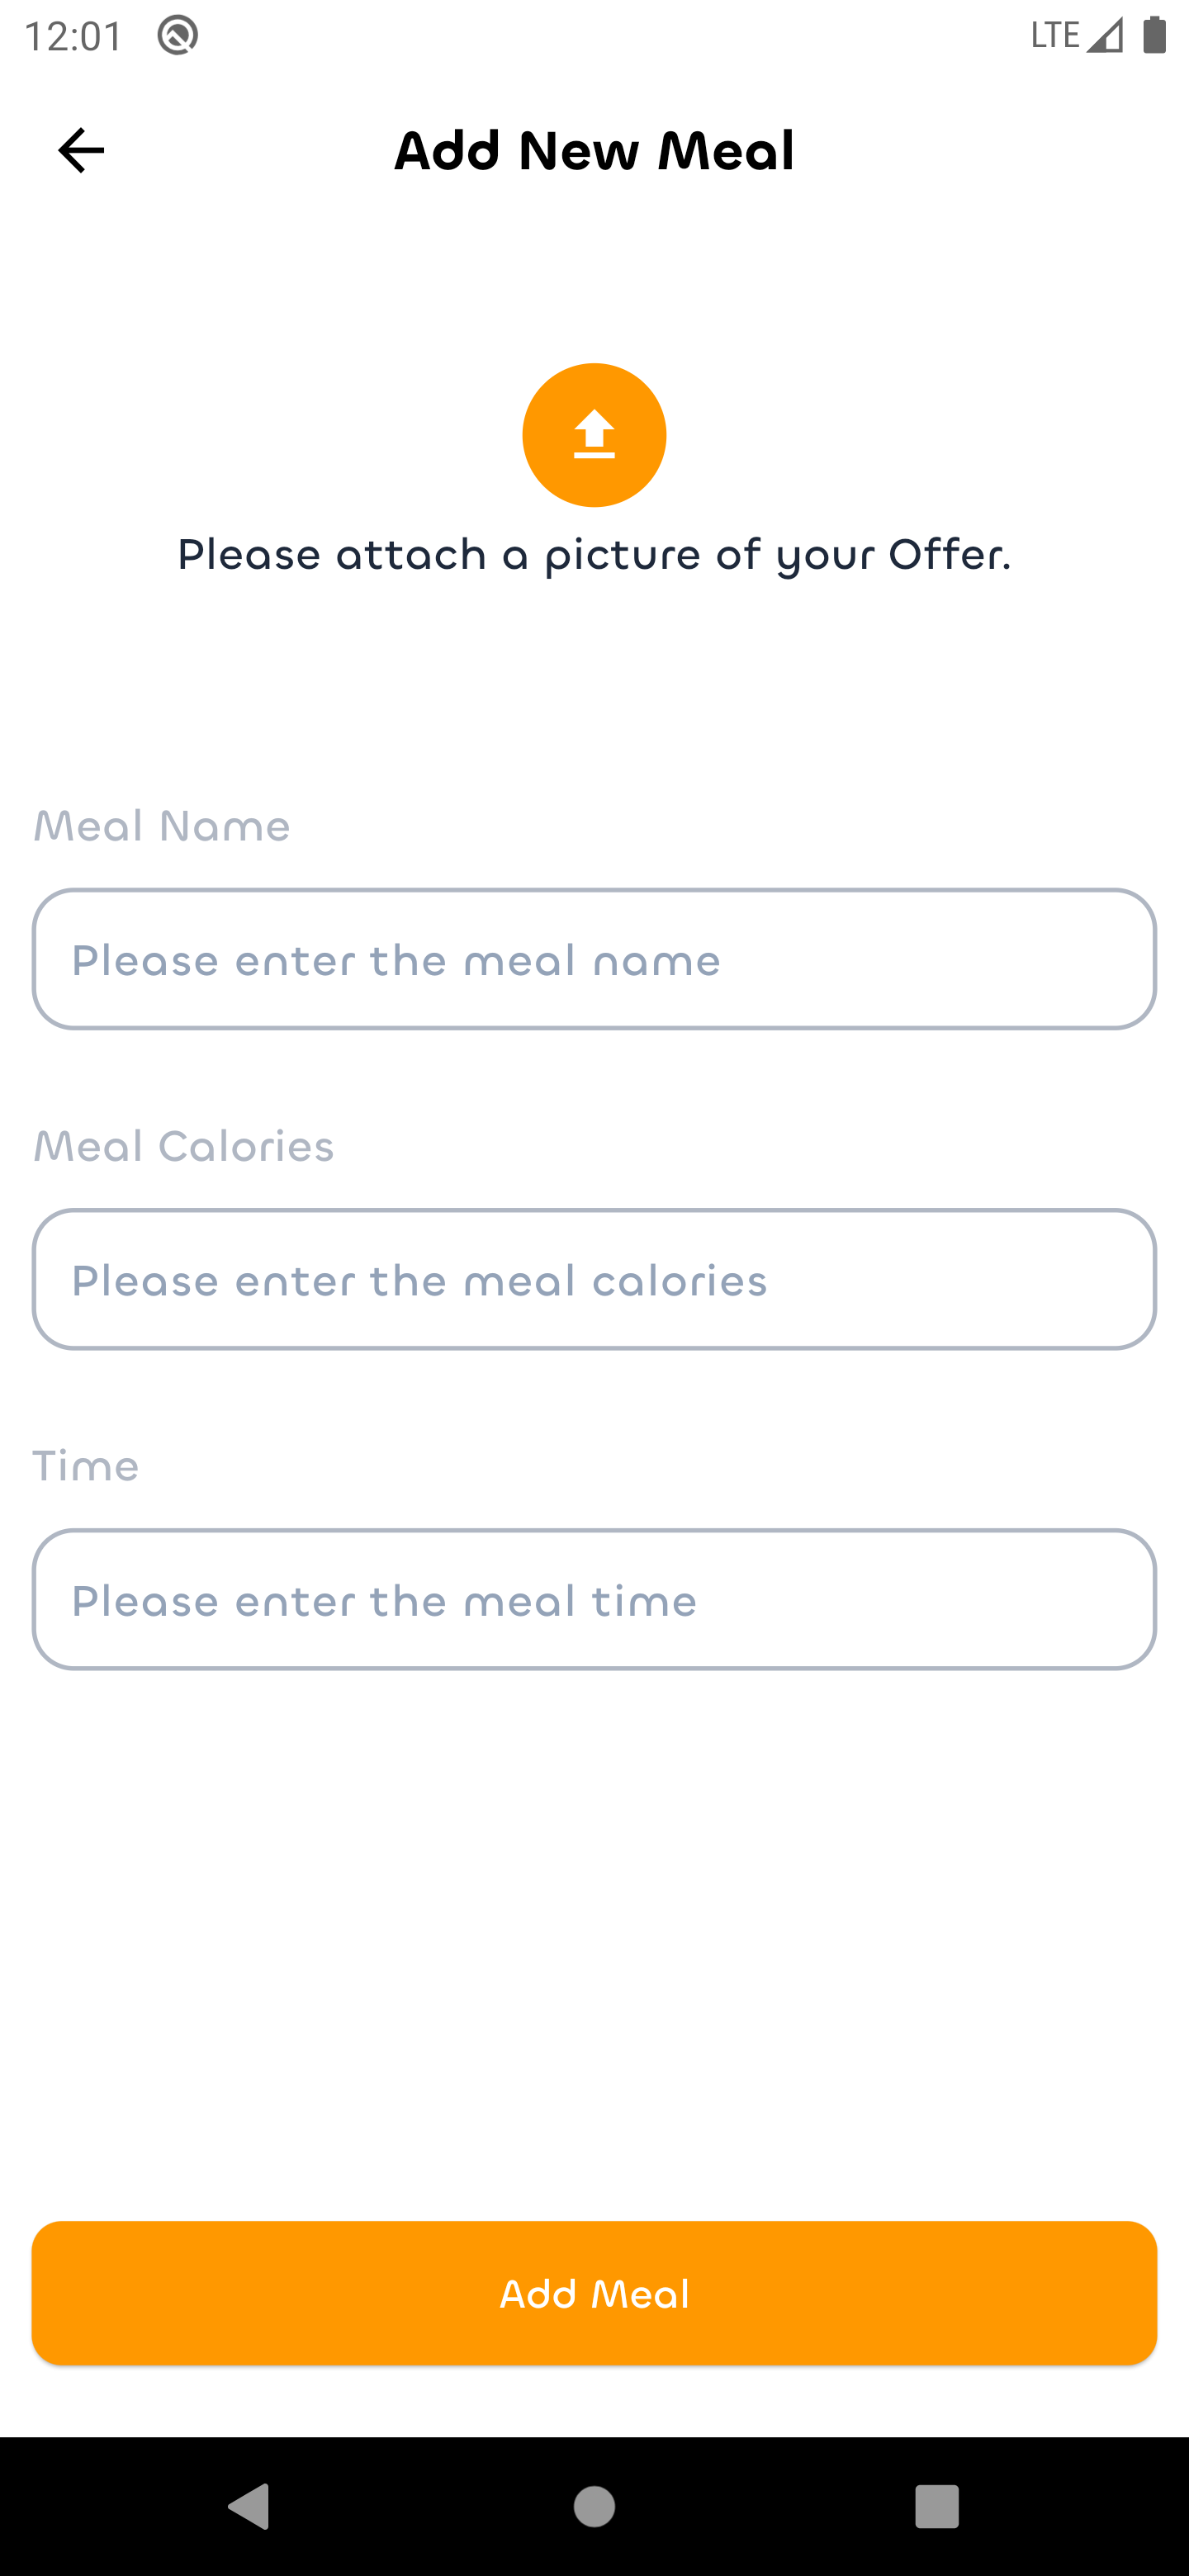 12:01
LTE
Add New Meal
Please attach a picture of your Offer.
Meal Name
Please enter the meal name
Meal Calories
Please enter the meal calories
Time
Please enter the meal time
Add Meal